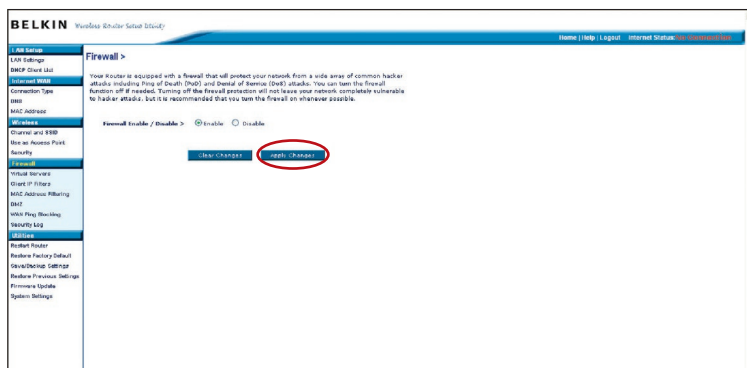 BELKIN Wireless Router Setup Utility
Home | Help | Logout Internet Status:
LAN Setup
LAN Settings
DHCP Client List
Internet WAN
Connection Type
DNS
MAC Address
Wireless
Channel and SSID
Use as Access Point
Security
Firewall
Virtual Servers
Client IP Filters
MAC Address Filtering
DMZ
WAN Ping Blocking
Security Log
Utilities
Restart Router
Restore Factory Default
Save/Backup Settings
Restore Previous Settings
Firmware Update
System Settings
Firewall >
Your Router is equipped with a firewall that will protect your network from a wide array of common hacker
attacks including Ping of Death (PoD) and Denial of Service (DoS) attacks. You can turn the firewall
function off if needed. Turning off the firewall protection will not leave your network completely vulnerable
to hacker attacks, but it is recommended that you turn the firewall on whenever possible.
Firewall Enable / Disable > Enable Disable
Clear Changes Apply Changes